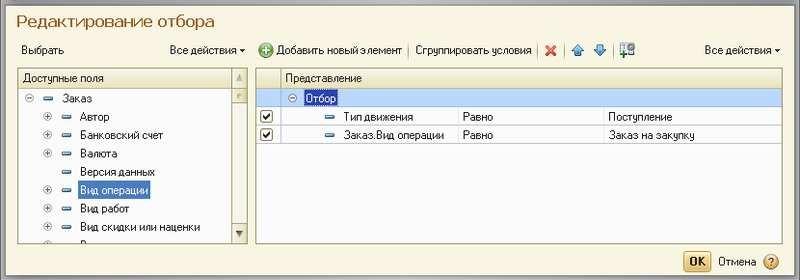 Редактирование отбора
Выбрать
Все действия
Добавить новый элемент
Сгруппировать условия
Все действия
Доступные поля
Заказ
Автор
Банковский счет
Валюта
Версия данных
Вид операции
Вид работ
Вид скидки или наценки
Представление
Отбор
Тип движения Равно Поступление
Заказ.Вид операции Равно Заказ на закупку
OK
Отмена
?